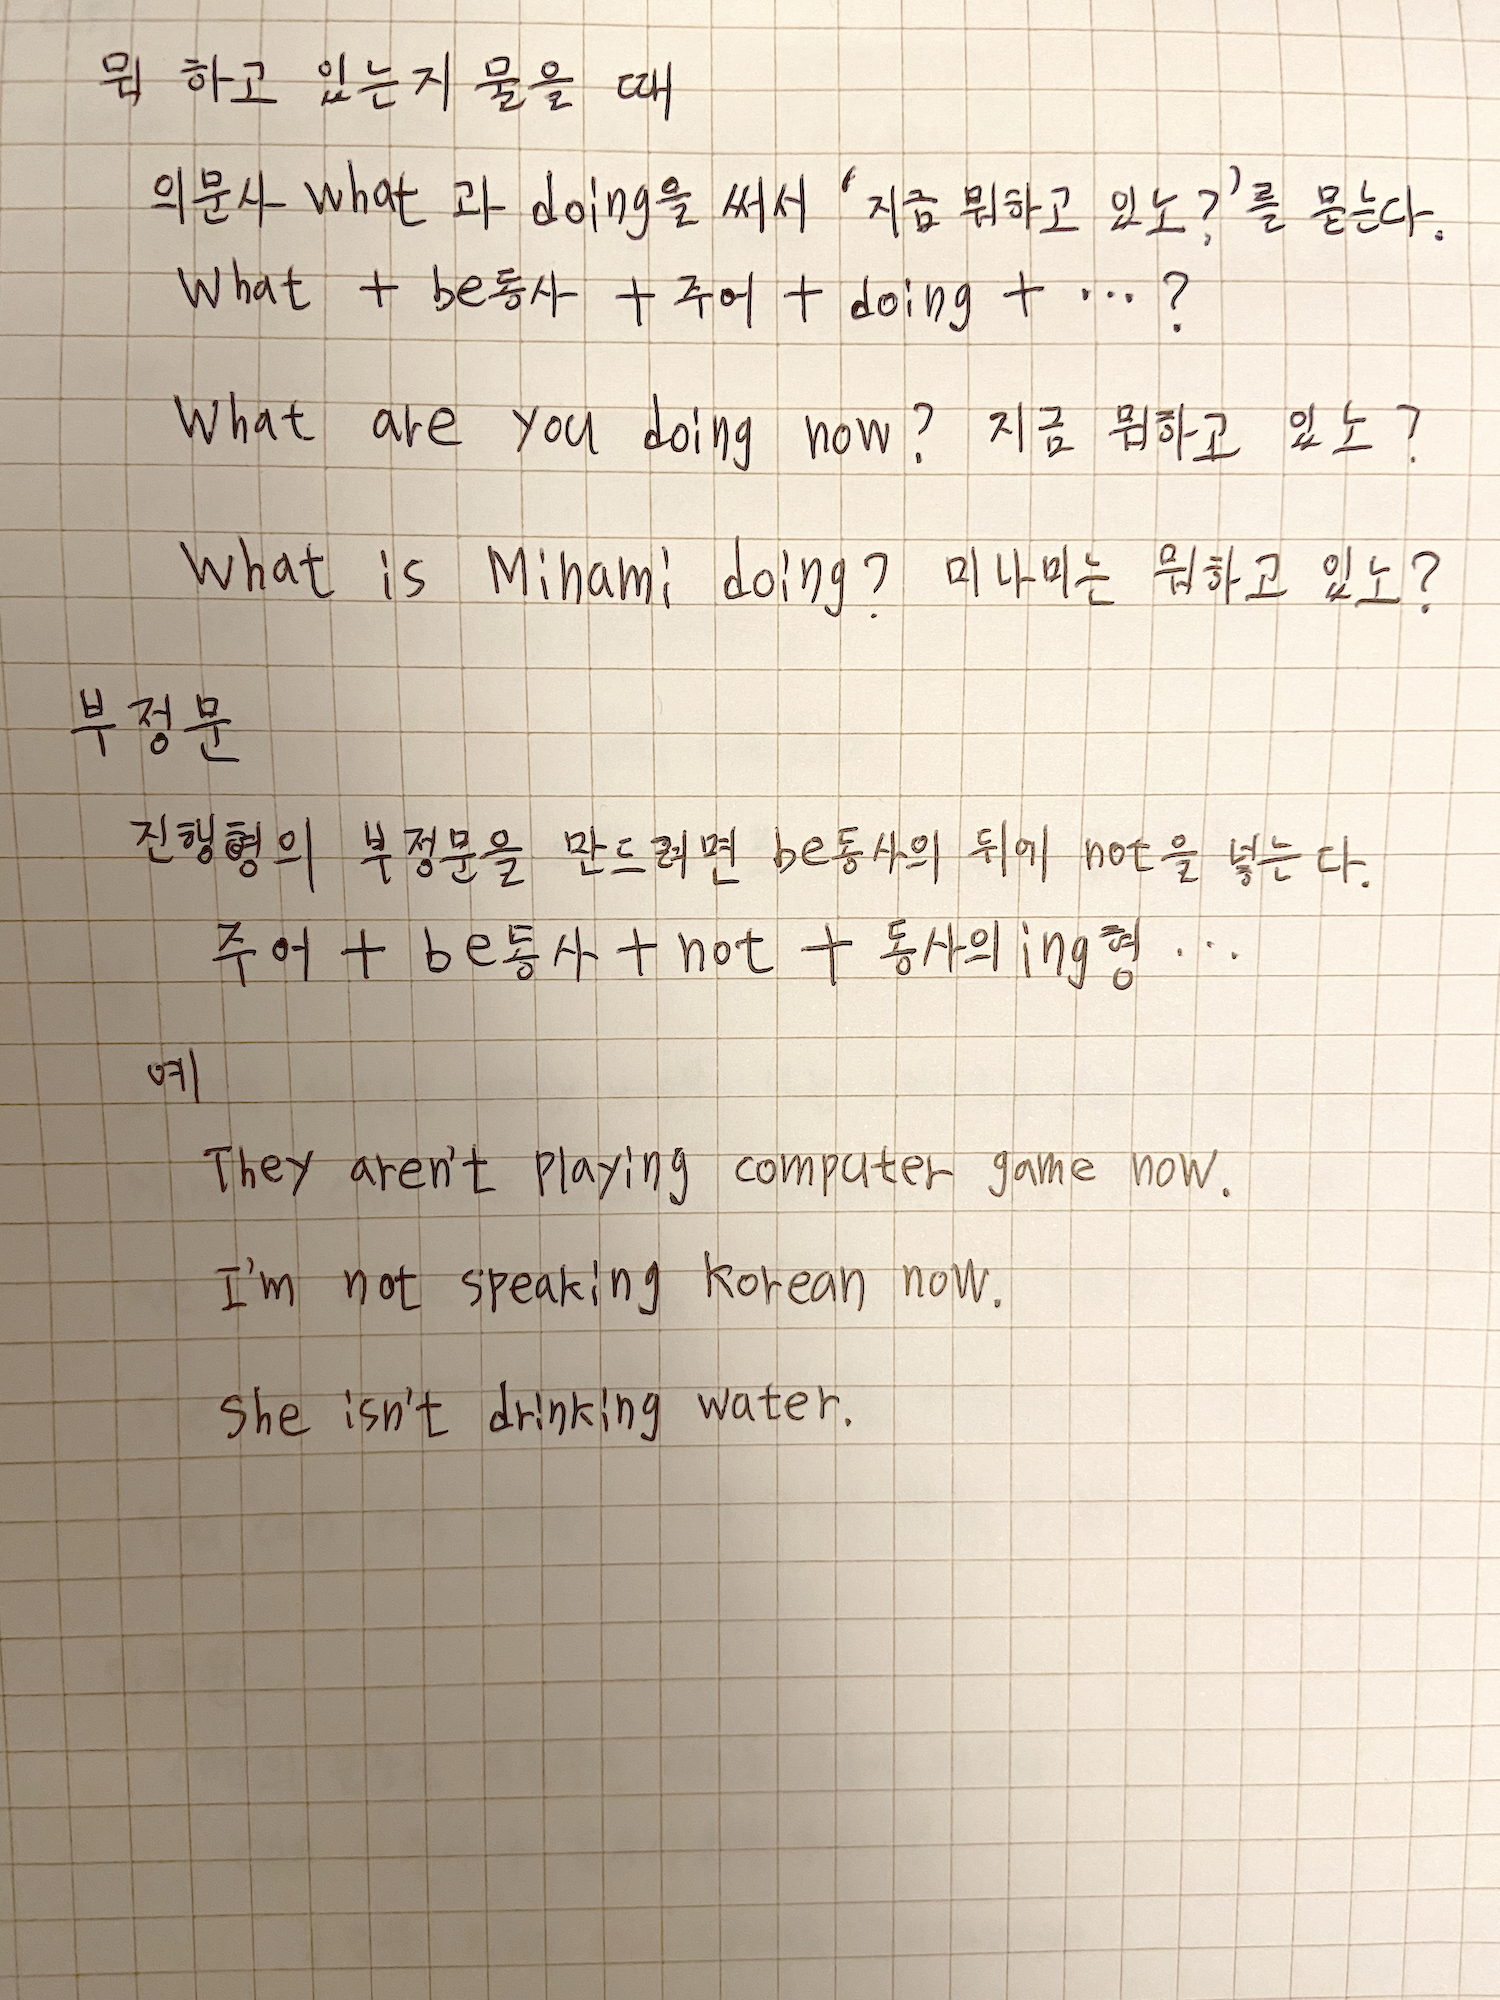 뭐 하고 있는지 물을 때
의문사 what 과 doing을 써서 ‘지금 뭐하고 있노?’를 묻는다.
What + be동사 + 주어 + doing + … ?
What are you doing now? 지금 뭐하고 있노?
What is Minami doing? 미나미는 뭐하고 있노?
부정문
진행형의 부정문을 만드려면 be동사의 뒤에 not을 넣는다.
주어 + be동사 + not + 동사의 ing형 …
예
They aren't playing computer game now.
I'm not speaking Korean now.
She isn't drinking water.